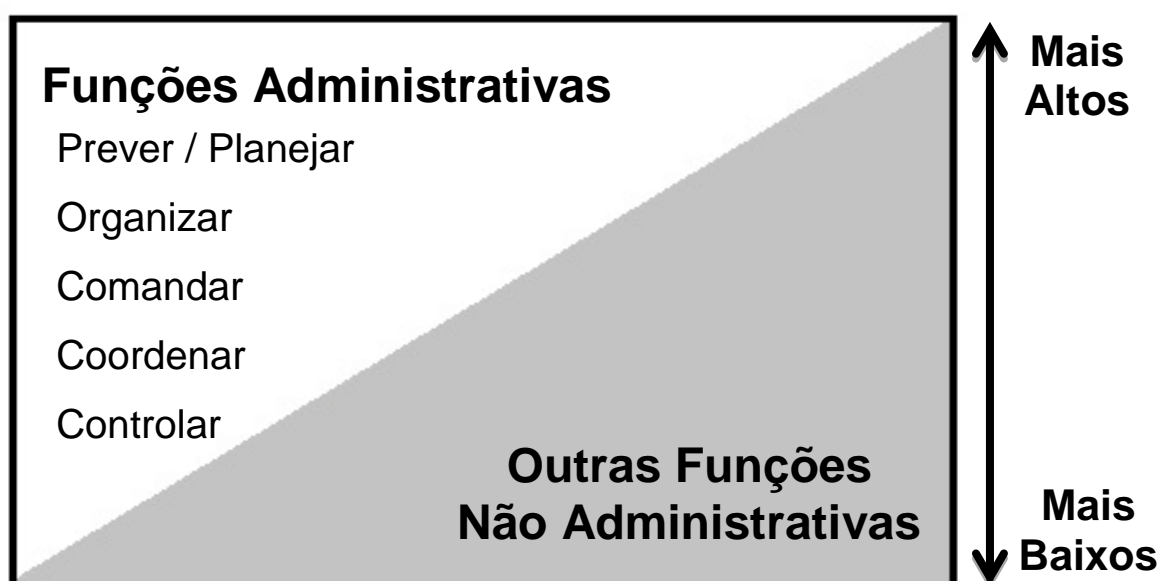 Funções Administrativas
Prever / Planejar
Organizar
Comandar
Coordenar
Controlar
Outras Funções
Não Administrativas
Mais
Altos
Mais
Baixos